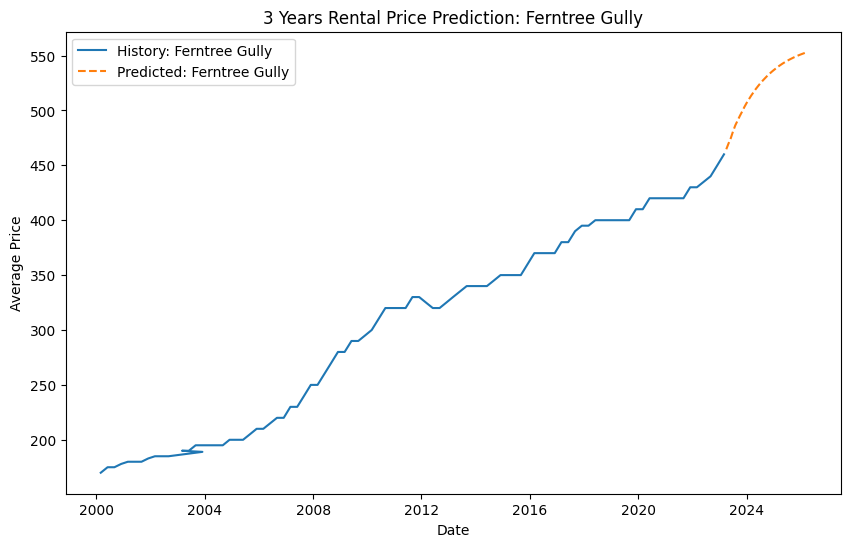 3 Years Rental Price Prediction: Ferntree Gully
History: Ferntree Gully
Predicted: Ferntree Gully
550
500
450
400
350
300
250
200
Average Price
2000 2004 2008 2012 2016 2020 2024
Date